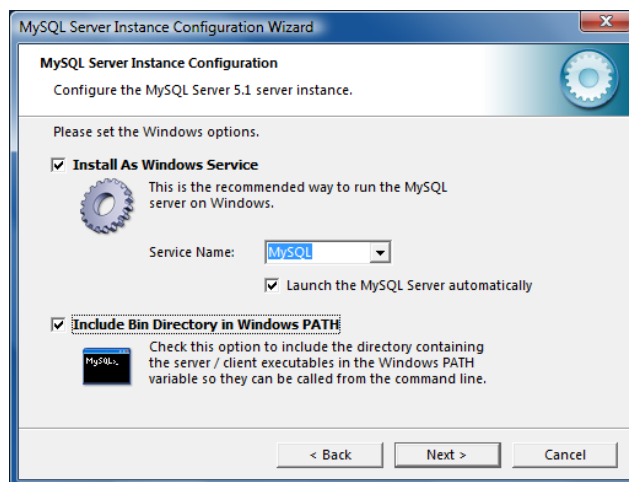 MySQL Server Instance Configuration Wizard
MySQL Server Instance Configuration
Configure the MySQL Server 5.1 server instance.
Please set the Windows options.
Install As Windows Service
This is the recommended way to run the MySQL
server on Windows.
Service Name: MySQL
Launch the MySQL Server automatically
Include Bin Directory in Windows PATH
MySQL>_
Check this option to include the directory containing
the server / client executables in the Windows PATH
variable so they can be called from the command line.
< Back Next > Cancel